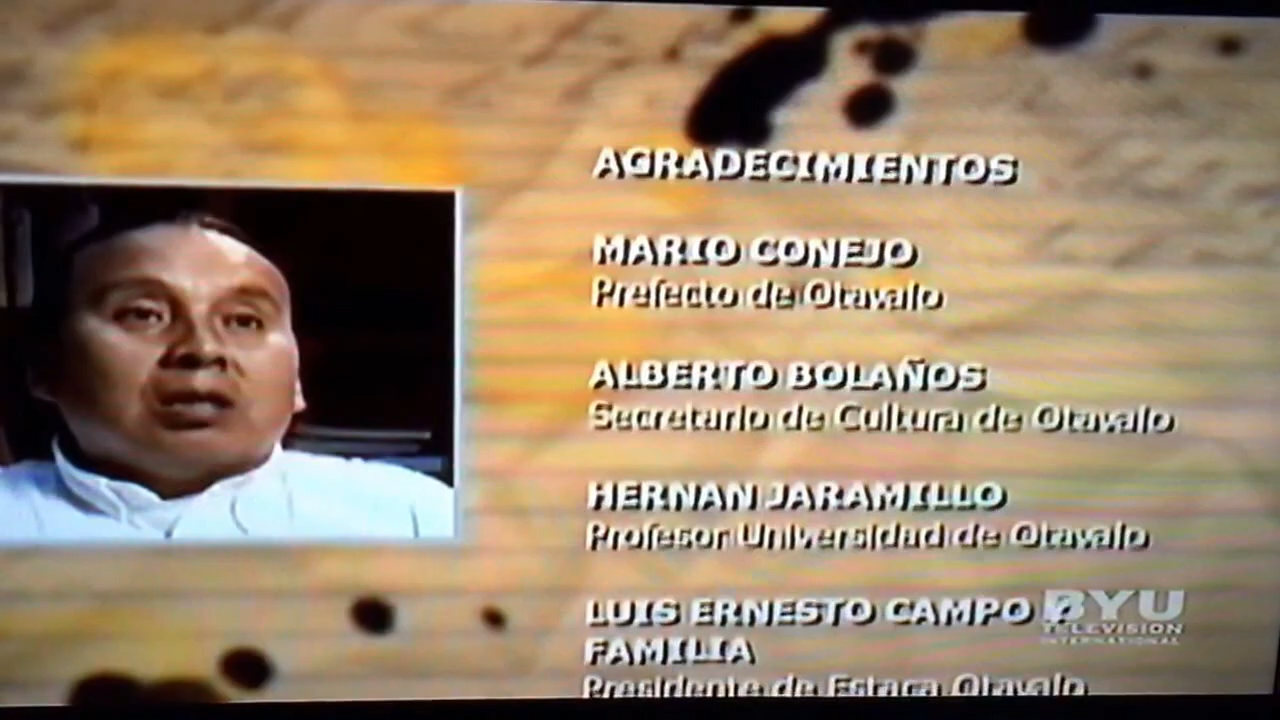 AGRADECIMIENTOS
MARIO CONEJO
Prefecto de Otavalo
ALBERTO BOLAÑOS
Secretario de Cultura de Otavalo
HERNAN JARAMILLO
Profesor Universidad de Otavalo
LUIS ERNESTO CAMPO Y
FAMILIA
Presidente de Estaca Otavalo
BYU
TELEVISION
INTERNATIONAL